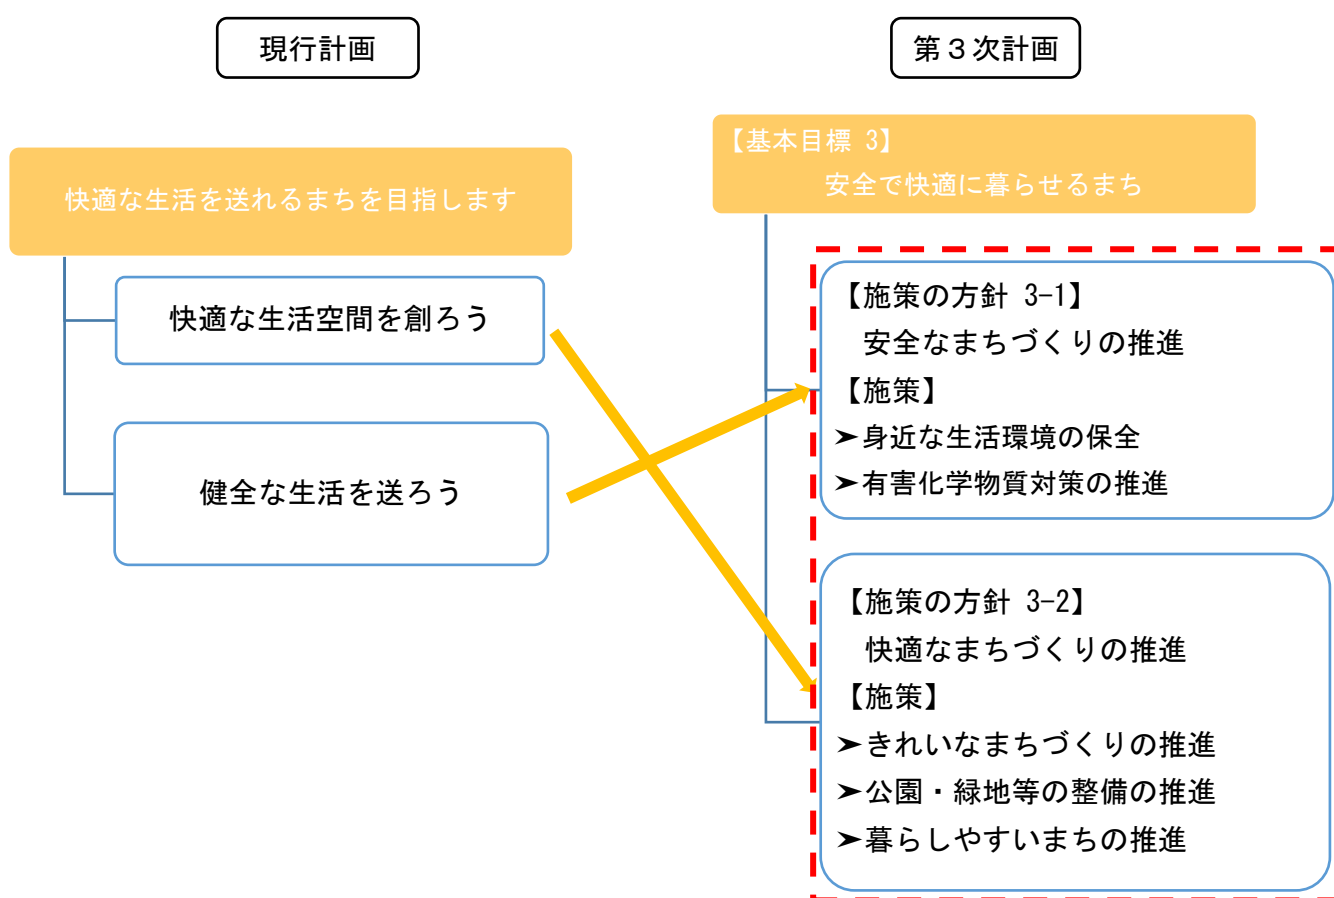 現行計画
快適な生活を送れるまちを目指します
快適な生活空間を創ろう
健全な生活を送ろう
第３次計画
【基本目標 3】
安全で快適に暮らせるまち
【施策の方針 3-1】
安全なまちづくりの推進
【施策】
➤身近な生活環境の保全
➤有害化学物質対策の推進
【施策の方針 3-2】
快適なまちづくりの推進
【施策】
➤きれいなまちづくりの推進
➤公園・緑地等の整備の推進
➤暮らしやすいまちの推進